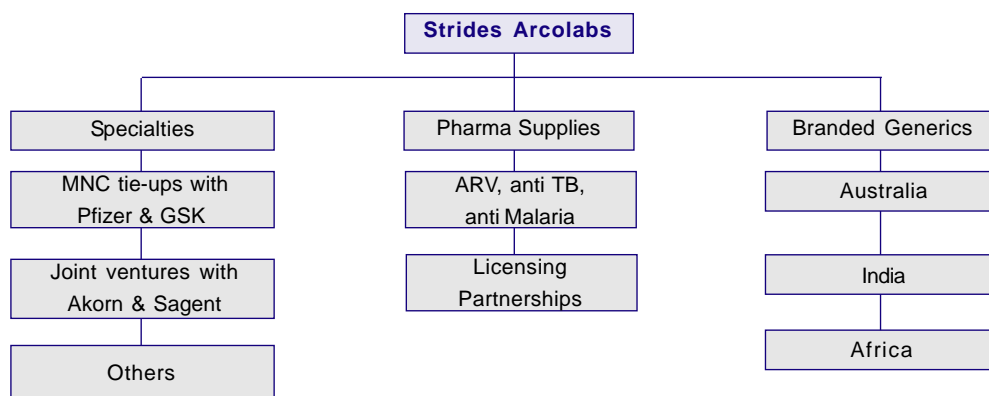 Strides Arcolabs
Specialties
MNC tie-ups with
Pfizer & GSK
Joint ventures with
Akorn & Sagent
Others
Pharma Supplies
ARV, anti TB,
anti Malaria
Licensing
Partnerships
Branded Generics
Australia
India
Africa